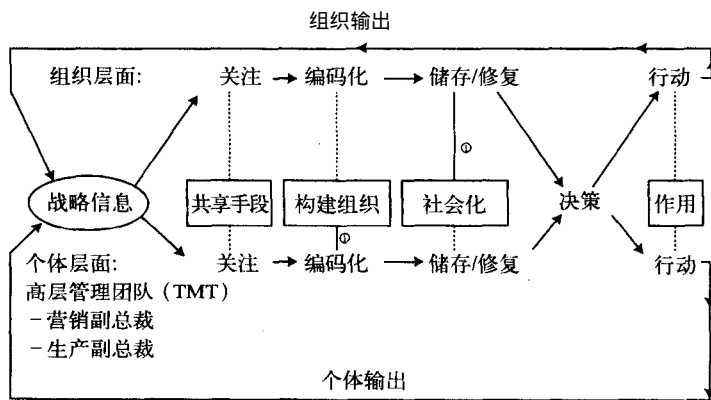 组织输出
组织层面: 关注 编码化 储存/修复 行动
①
战略信息 共享手段 构建组织 社会化 决策 作用
①
个体层面: 关注 编码化 储存/修复 行动
高层管理团队（TMT）
-营销副总裁
-生产副总裁
个体输出